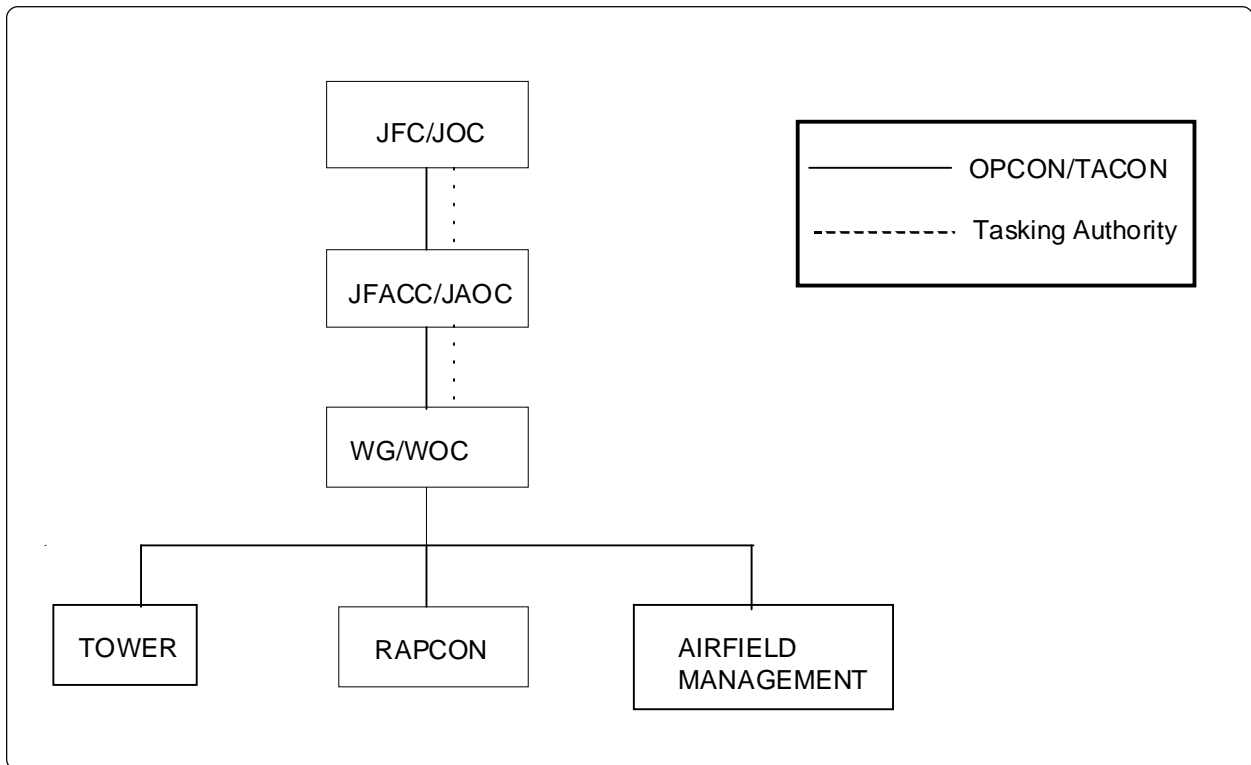 JFC/JOC
OPCON/TACON
Tasking Authority
JFACC/JAOC
WG/WOC
TOWER
RAPCON
AIRFIELD
MANAGEMENT